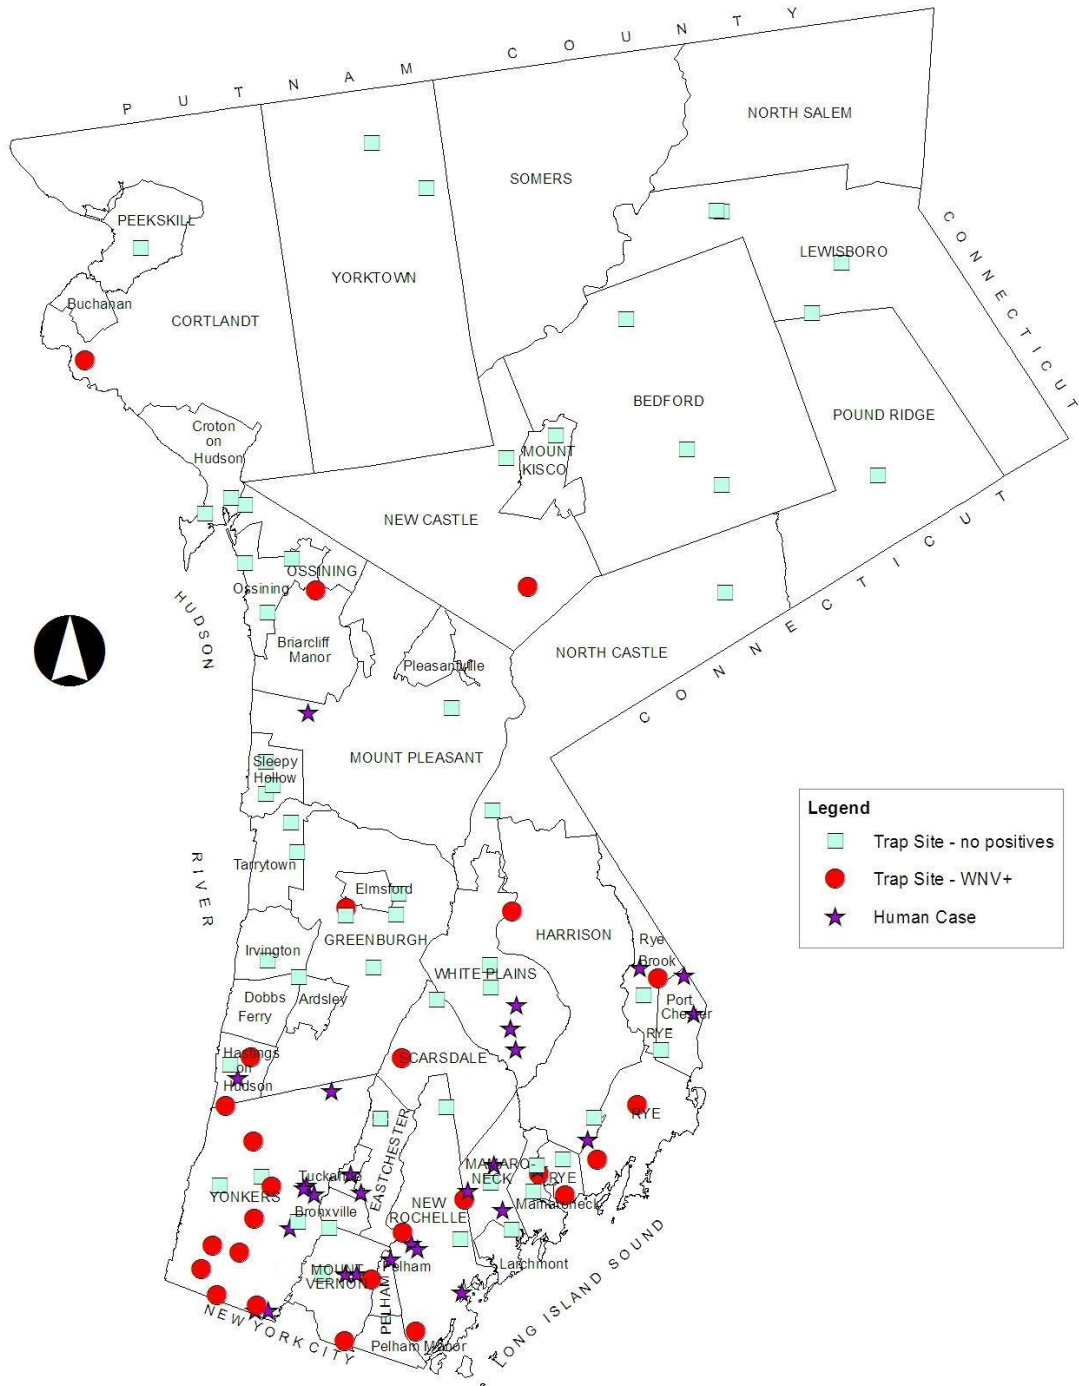 PUTNAM COUNTY
NORTH SALEM
SOMERS
PEEKSKILL
CONNECTICUT
LEWISBORO
YORKTOWN
Buchanan
CORTLANDT
BEDFORD
POUND RIDGE
Croton
on
Hudson
MOUNT
KISCO
NEW CASTLE
CONNECTICUT
OSSINING
Ossining
HUDSON
Briarcliff
Manor
NORTH CASTLE
Pleasantville
MOUNT PLEASANT
Sleepy
Hollow
Legend
Trap Site - no positives
Trap Site - WNV+
Human Case
RIVER
Tarrytown
Elmsford
GREENBURGH
HARRISON
Rye
Brook
Irvington
WHITE PLAINS
Dobbs
Ferry
Ardsley
Port
Chester
RYE
Hastings
on
Hudson
SCARSDALE
RYE
EASTCHESTER
Tuckahoe
MAMARO-
NECK
RYE
YONKERS
Bronxville
NEW
ROCHELLE
Mamaroneck
Pelham
Larchmont
MOUNT
VERNON
PELHAM
LONG ISLAND SOUND
NEW YORK CITY
Pelham Manor